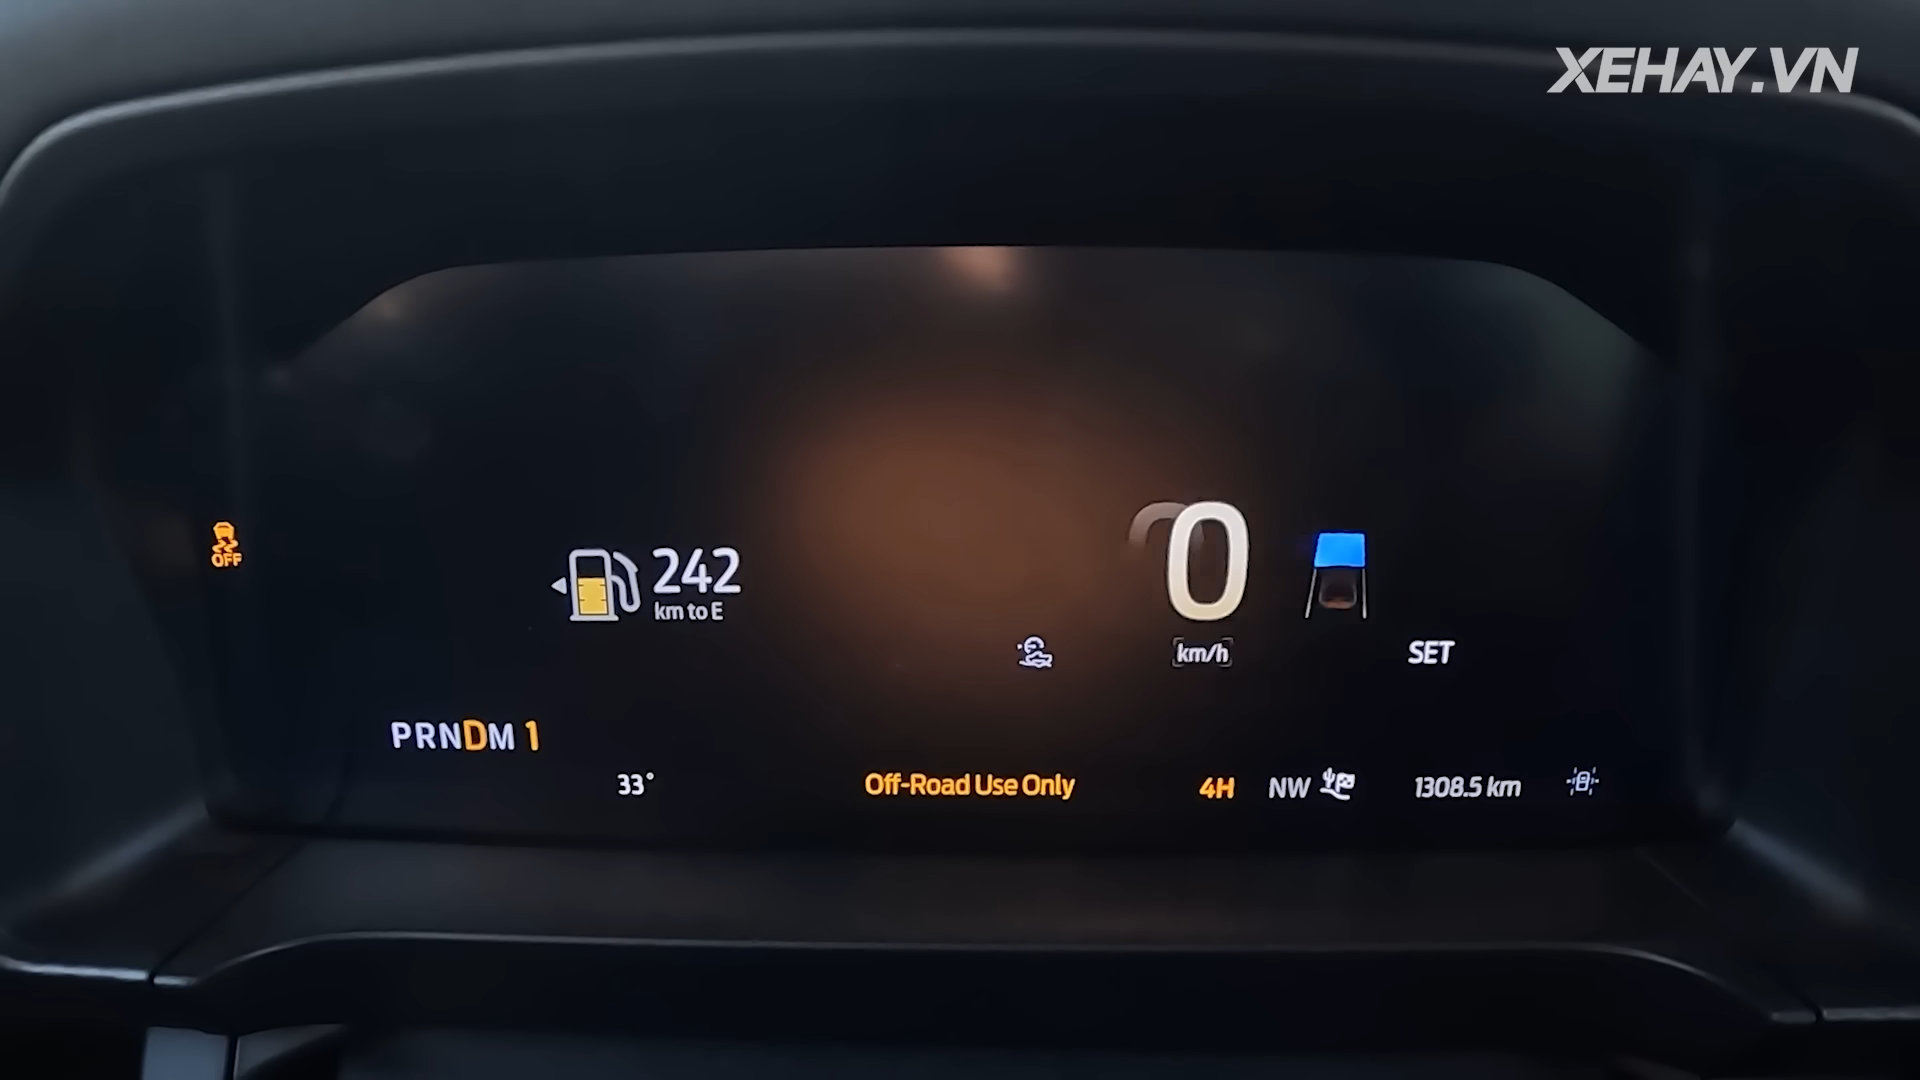 XEHAY.VN
OFF
242
km to E
0
km/h
SET
PRNDM 1
33°
Off-Road Use Only
4H
NW
1308.5 km